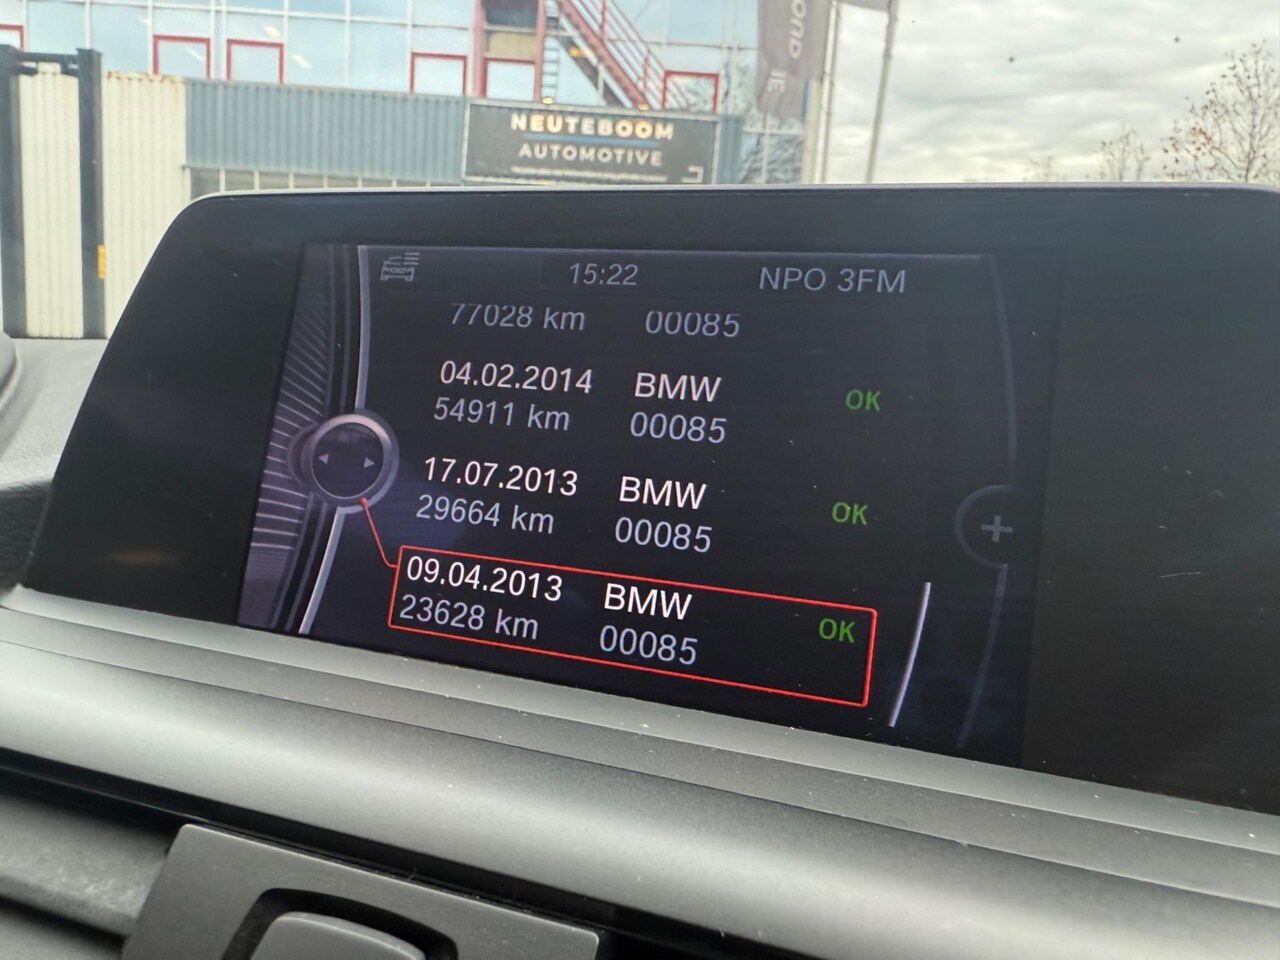 NEUTEBOOM
AUTOMOTIVE
15:22 NPO 3FM
77028 km 00085
04.02.2014 BMW OK
54911 km 00085
17.07.2013 BMW OK
29664 km 00085
09.04.2013 BMW OK
23628 km 00085